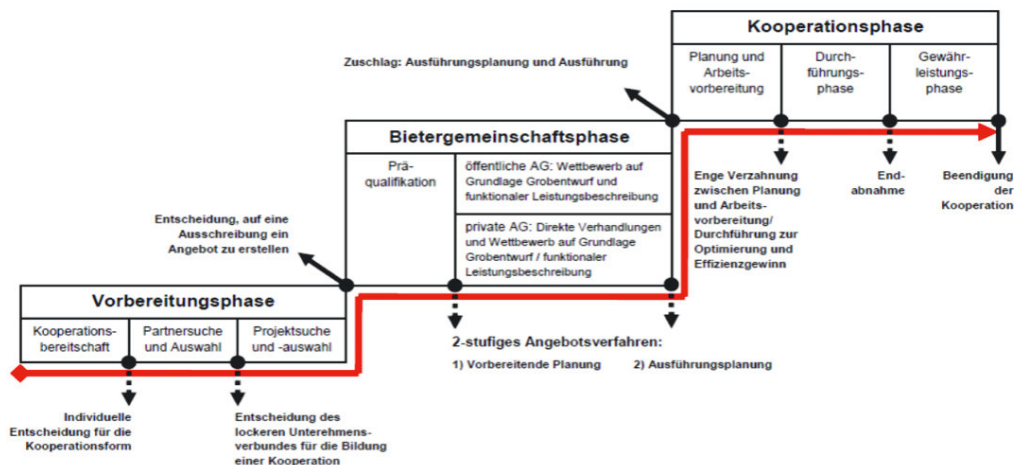 Kooperationsphase
Planung und
Arbeits-
vorbereitung
Durch-
führungs-
phase
Gewähr-
leistungs-
phase
Zuschlag: Ausführungsplanung und Ausführung
Bietergemeinschaftsphase
Prä-
qualifikation
öffentliche AG: Wettbewerb auf
Grundlage Grobentwurf und
funktionaler Leistungsbeschreibung
private AG: Direkte Verhandlungen
und Wettbewerb auf Grundlage
Grobentwurf / funktionaler
Leistungsbeschreibung
Enge Verzahnung
zwischen Planung
und Arbeits-
vorbereitung/
Durchführung zur
Optimierung und
Effizienzgewinn
End-
abnahme
Beendigung
der
Kooperation
Entscheidung, auf eine
Ausschreibung ein
Angebot zu erstellen
Vorbereitungsphase
Kooperations-
bereitschaft
Partnersuche
und Auswahl
Projektsuche
und -auswahl
2-stufiges Angebotsverfahren:
1) Vorbereitende Planung
2) Ausführungsplanung
Individuelle
Entscheidung für die
Kooperationsform
Entscheidung des
lockeren Unterehmens-
verbundes für die Bildung
einer Kooperation